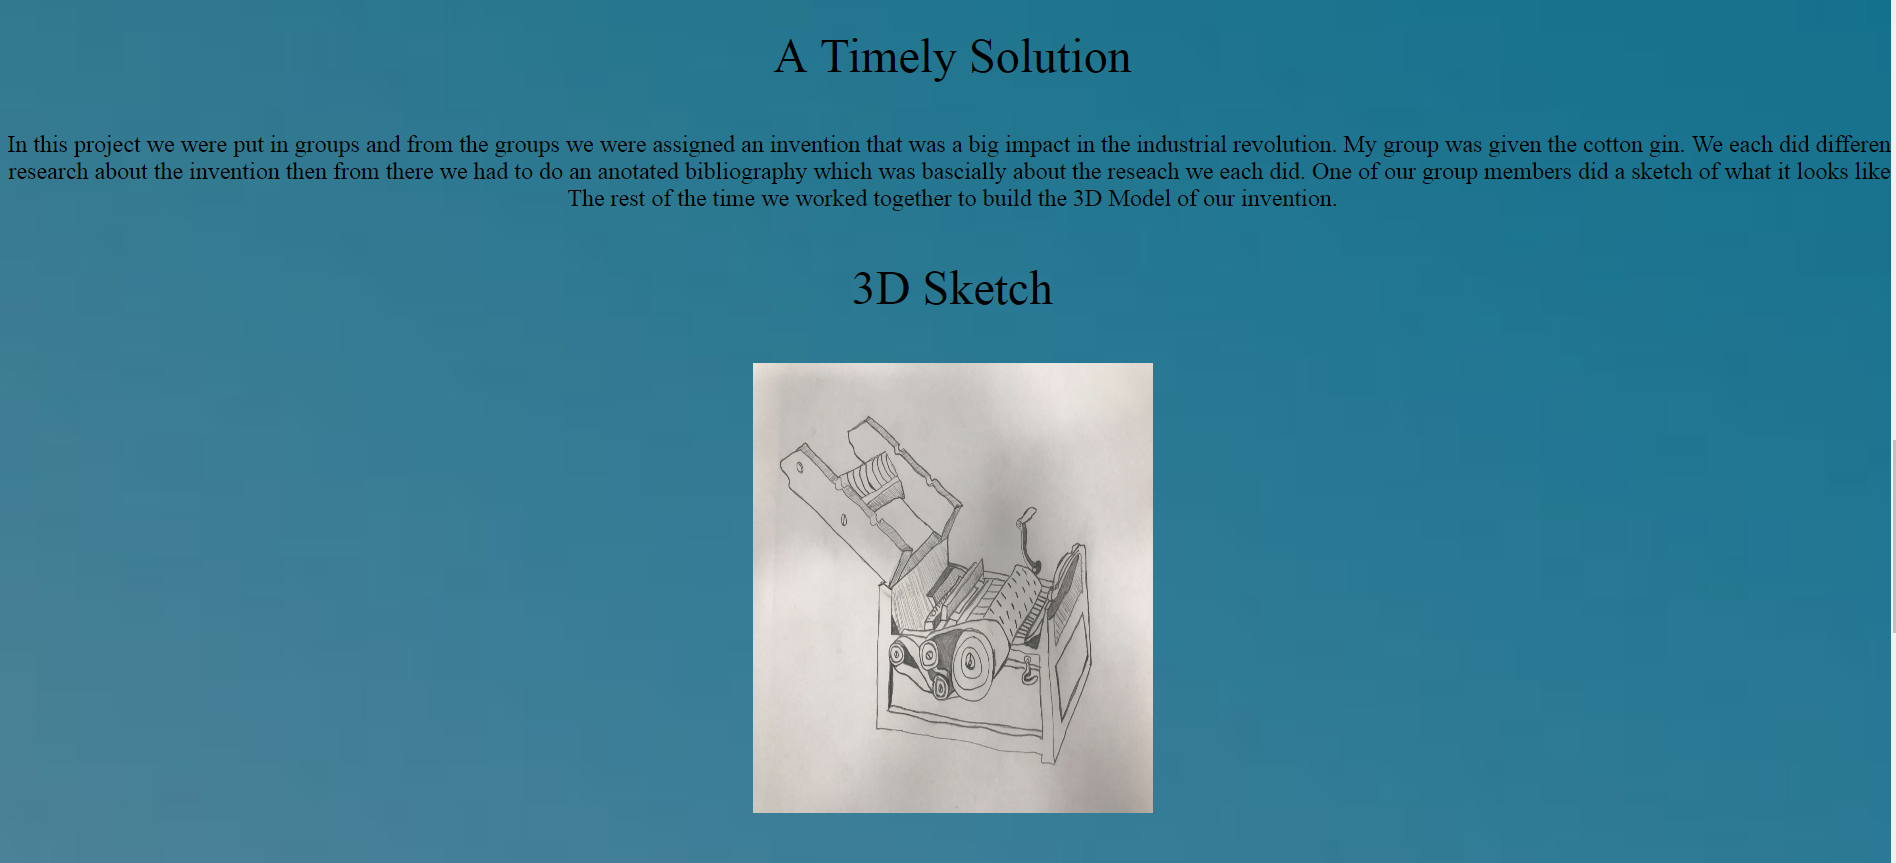 A Timely Solution
In this project we were put in groups and from the groups we were assigned an invention that was a big impact in the industrial revolution. My group was given the cotton gin. We each did differen
research about the invention then from there we had to do an anotated bibliography which was bascially about the reseach we each did. One of our group members did a sketch of what it looks like
The rest of the time we worked together to build the 3D Model of our invention.
3D Sketch